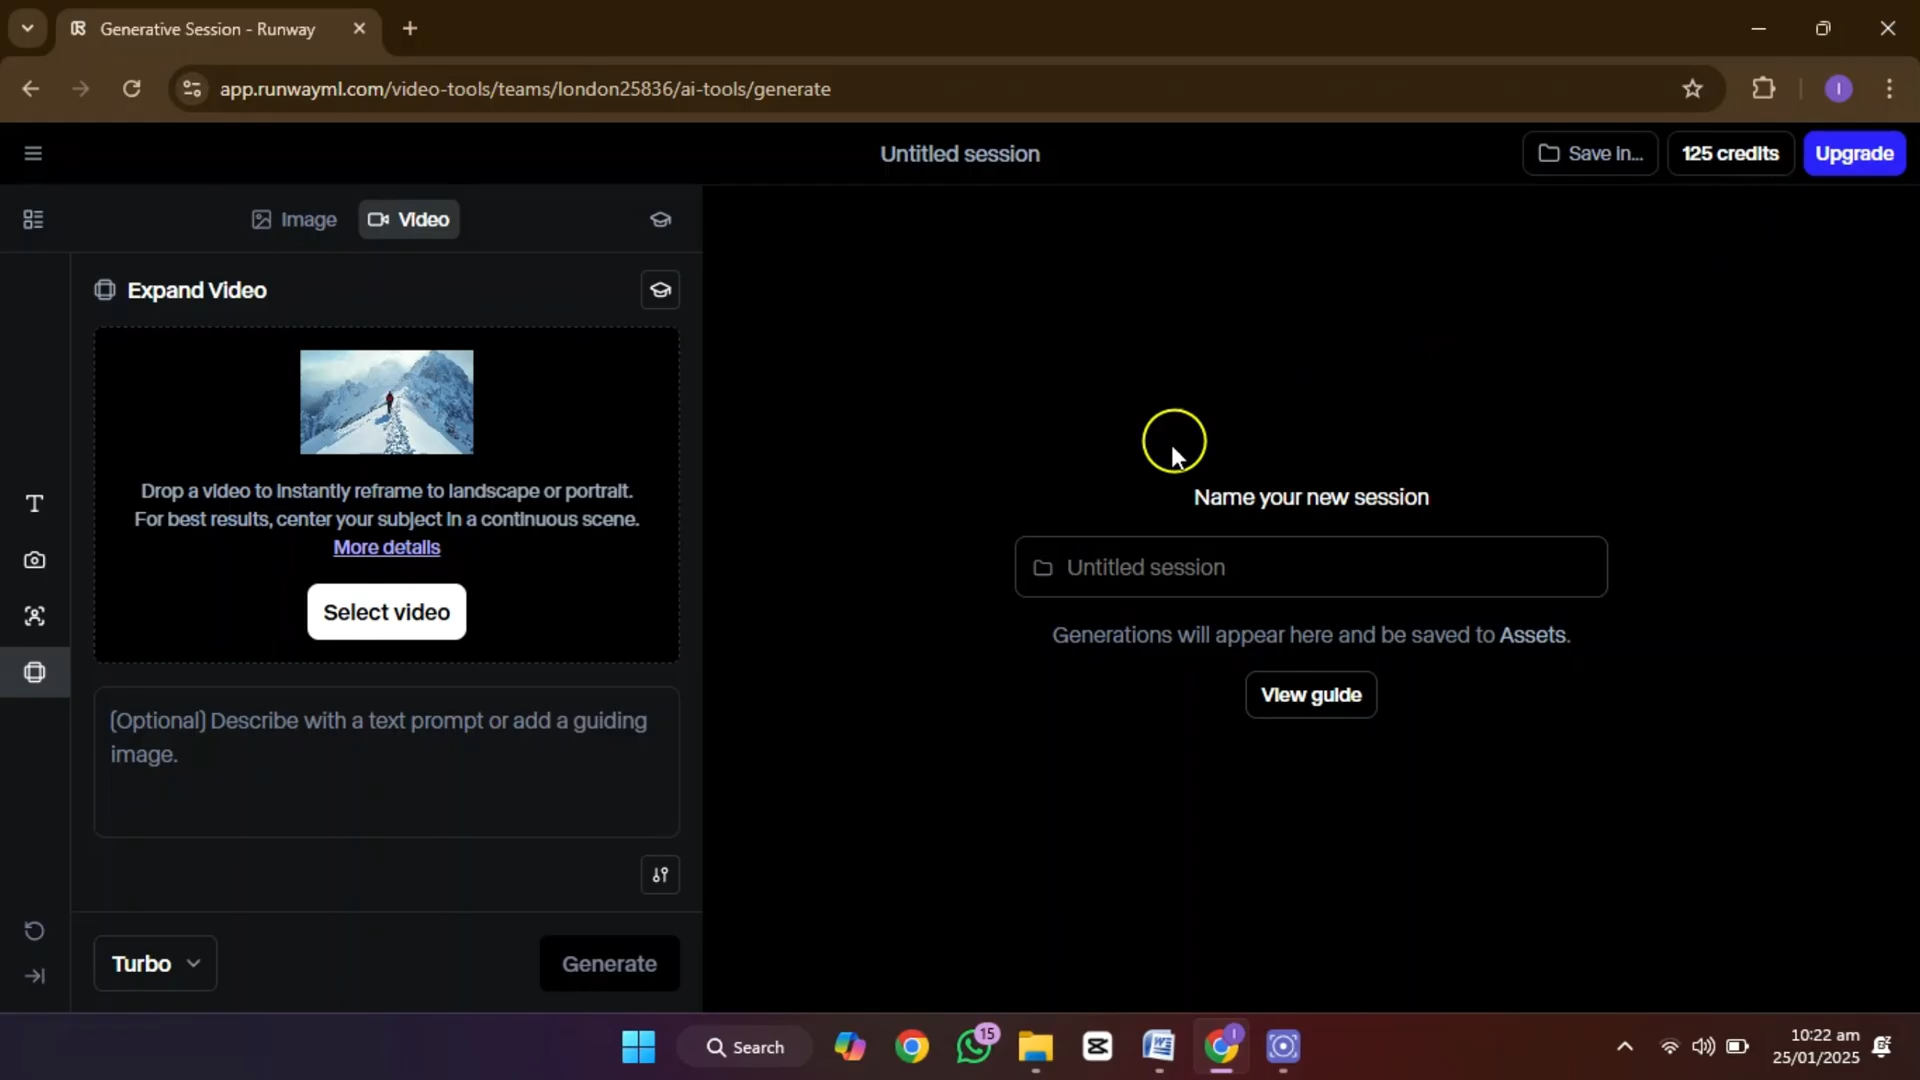 Generative Session - Runway
app.runwayml.com/video-tools/teams/london25836/ai-tools/generate
Untitled session
Save in...
125 credits
Upgrade
Image
Video
Expand Video
Drop a video to instantly reframe to landscape or portrait.
For best results, center your subject in a continuous scene.
More details
Select video
(Optional) Describe with a text prompt or add a guiding
image.
Turbo
Generate
Name your new session
Untitled session
Generations will appear here and be saved to Assets.
View guide
Search
15
10:22 am
25/01/2025